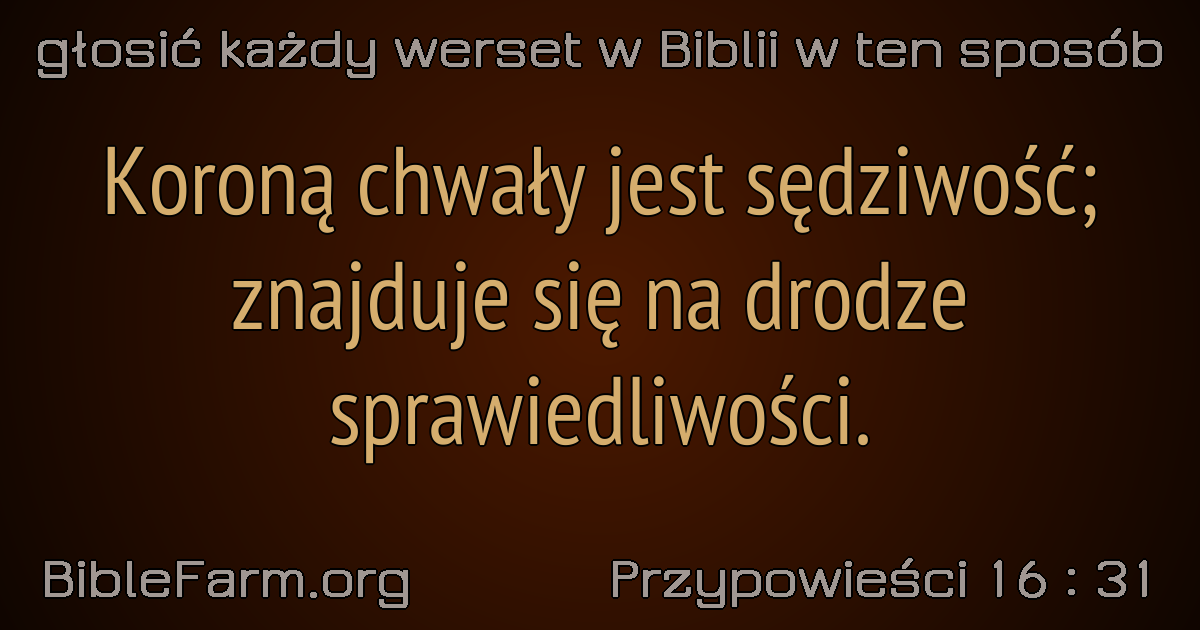 głosić każdy werset w Biblii w ten sposób
Koroną chwały jest sędziwość;
znajduje się na drodze
sprawiedliwości.
BibleFarm.org
Przypowieści 16 : 31